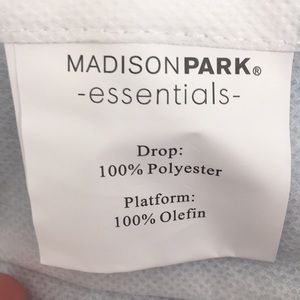 MADISONPARK®
-essentials-
Drop:
100% Polyester
Platform:
100% Olefin